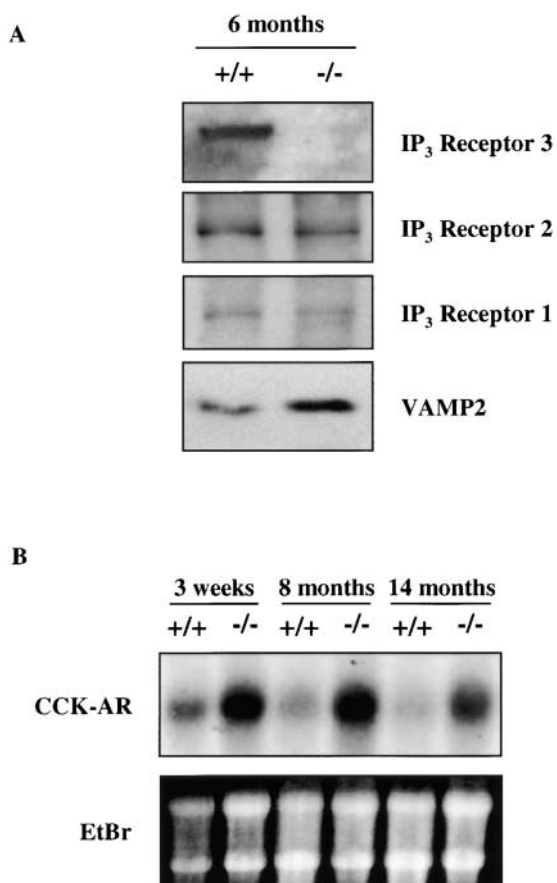 A
6 months
+/+ -/-
IP₃ Receptor 3
IP₃ Receptor 2
IP₃ Receptor 1
VAMP2
B
3 weeks 8 months 14 months
+/+ -/- +/+ -/- +/+ -/-
CCK-AR
EtBr